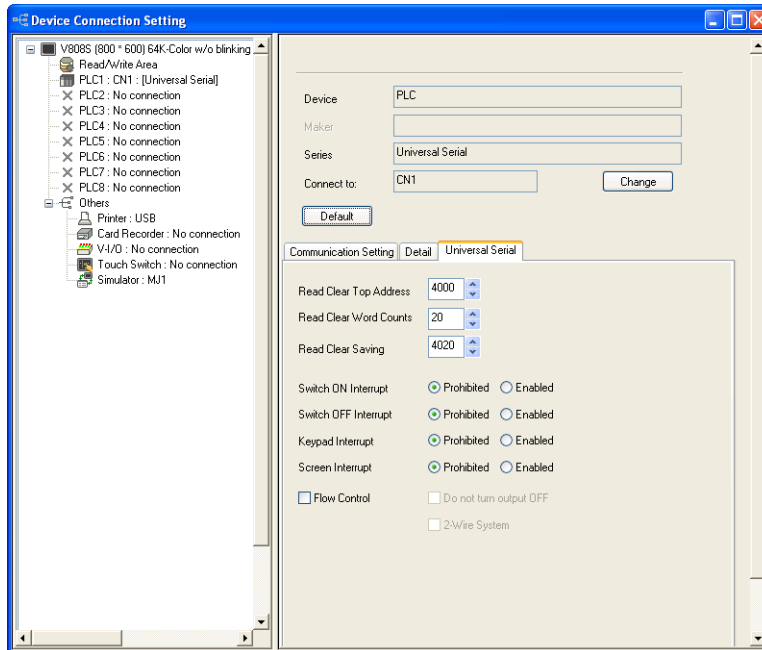 Device Connection Setting
V808S (800 * 600) 64K-Color w/o blinking
Read/Write Area
PLC1 : CN1 : [Universal Serial]
PLC2 : No connection
PLC3 : No connection
PLC4 : No connection
PLC5 : No connection
PLC6 : No connection
PLC7 : No connection
PLC8 : No connection
Others
Printer : USB
Card Recorder : No connection
V-I/O : No connection
Touch Switch : No connection
Simulator : MJ1
Device PLC
Maker
Series Universal Serial
Connect to: CN1 Change
Default
Communication Setting Detail Universal Serial
Read Clear Top Address 4000
Read Clear Word Counts 20
Read Clear Saving 4020
Switch ON Interrupt Prohibited Enabled
Switch OFF Interrupt Prohibited Enabled
Keypad Interrupt Prohibited Enabled
Screen Interrupt Prohibited Enabled
Flow Control Do not turn output OFF
2-Wire System